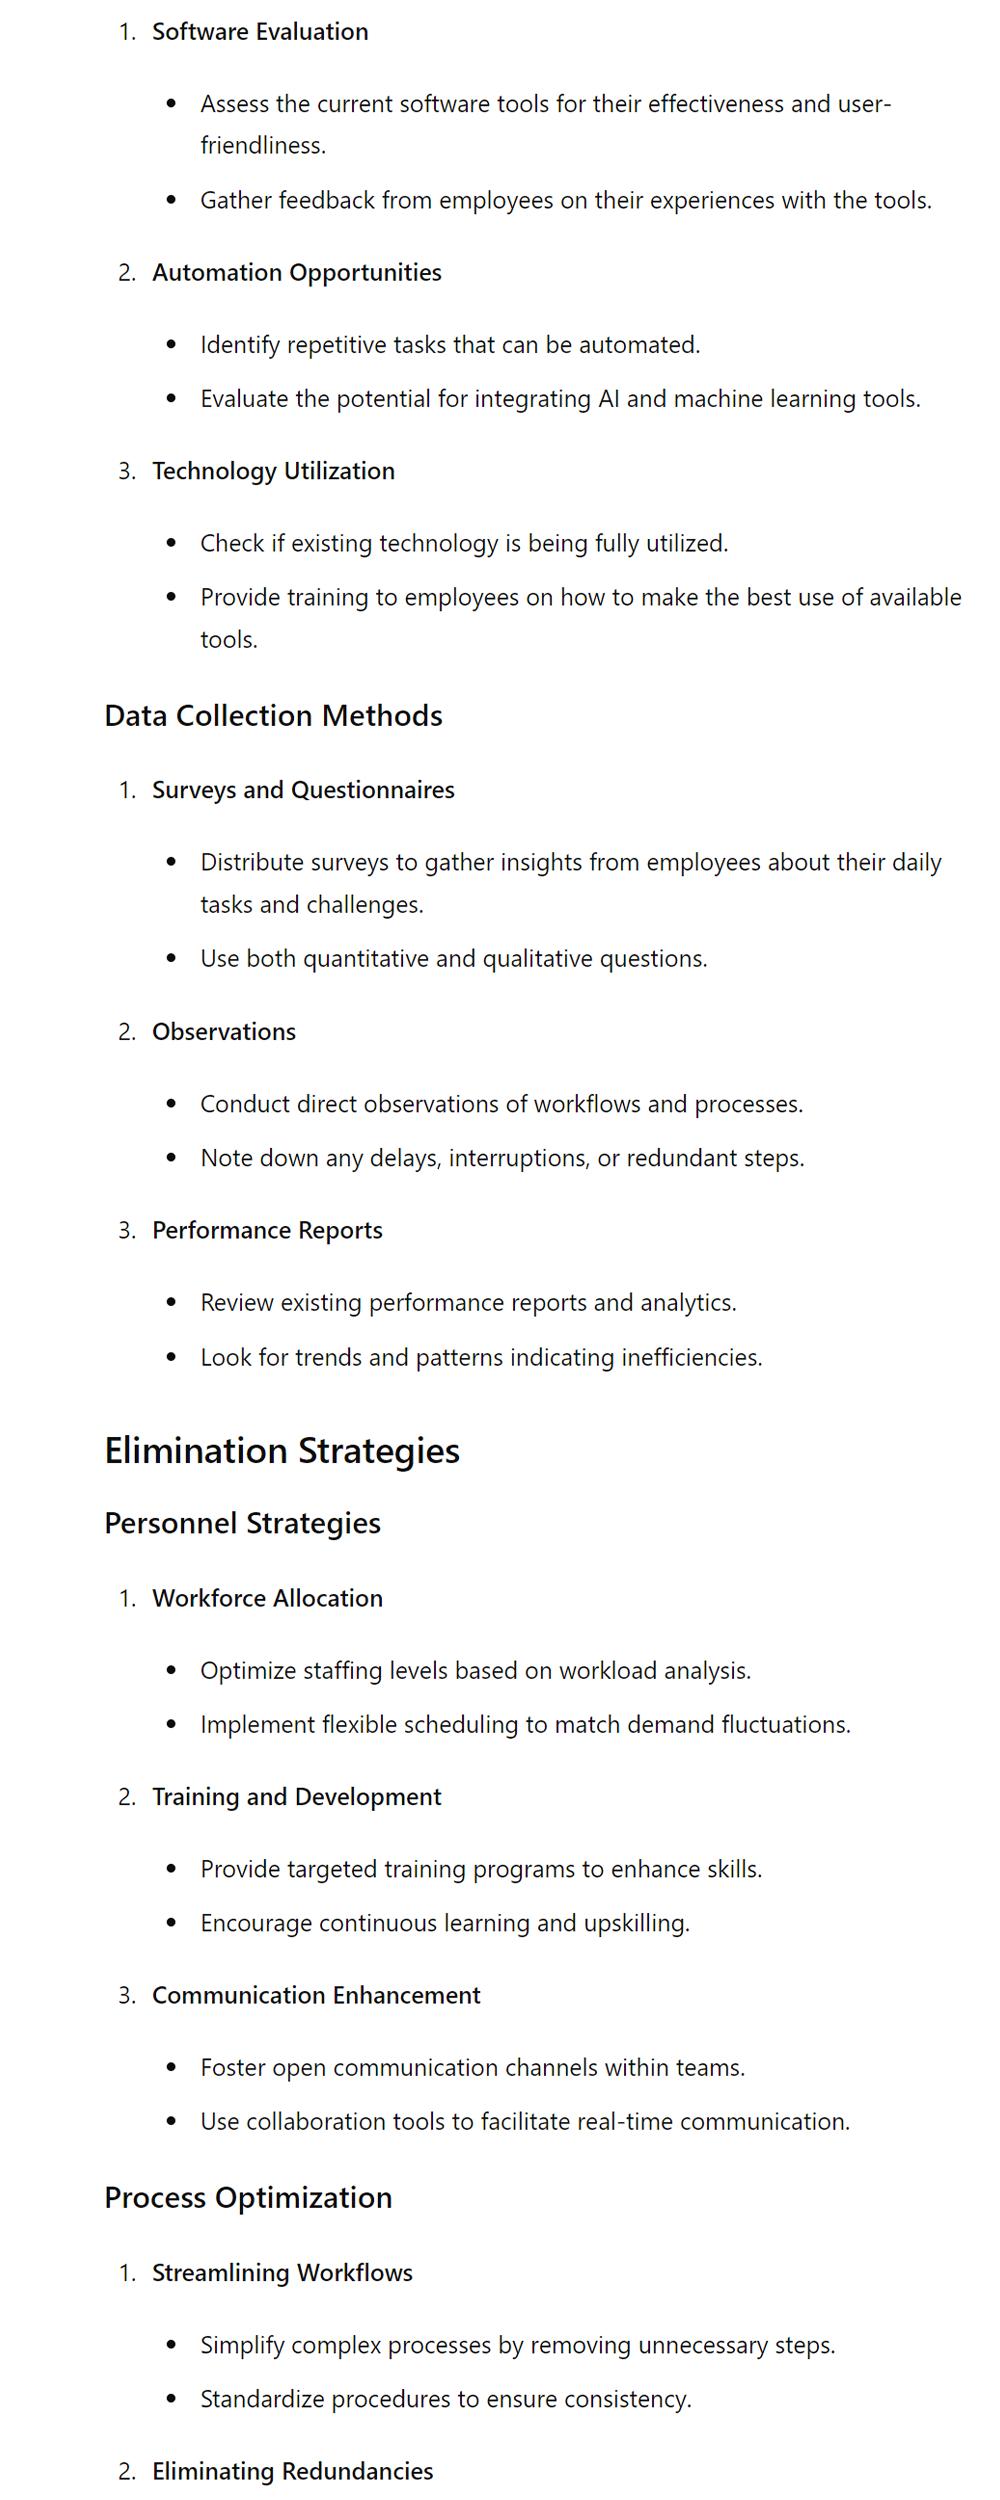 1. Software Evaluation
• Assess the current software tools for their effectiveness and user-
friendliness.
• Gather feedback from employees on their experiences with the tools.
2. Automation Opportunities
• Identify repetitive tasks that can be automated.
• Evaluate the potential for integrating AI and machine learning tools.
3. Technology Utilization
• Check if existing technology is being fully utilized.
• Provide training to employees on how to make the best use of available
tools.
Data Collection Methods
1. Surveys and Questionnaires
• Distribute surveys to gather insights from employees about their daily
tasks and challenges.
• Use both quantitative and qualitative questions.
2. Observations
• Conduct direct observations of workflows and processes.
• Note down any delays, interruptions, or redundant steps.
3. Performance Reports
• Review existing performance reports and analytics.
• Look for trends and patterns indicating inefficiencies.
Elimination Strategies
Personnel Strategies
1. Workforce Allocation
• Optimize staffing levels based on workload analysis.
• Implement flexible scheduling to match demand fluctuations.
2. Training and Development
• Provide targeted training programs to enhance skills.
• Encourage continuous learning and upskilling.
3. Communication Enhancement
• Foster open communication channels within teams.
• Use collaboration tools to facilitate real-time communication.
Process Optimization
1. Streamlining Workflows
• Simplify complex processes by removing unnecessary steps.
• Standardize procedures to ensure consistency.
2. Eliminating Redundancies